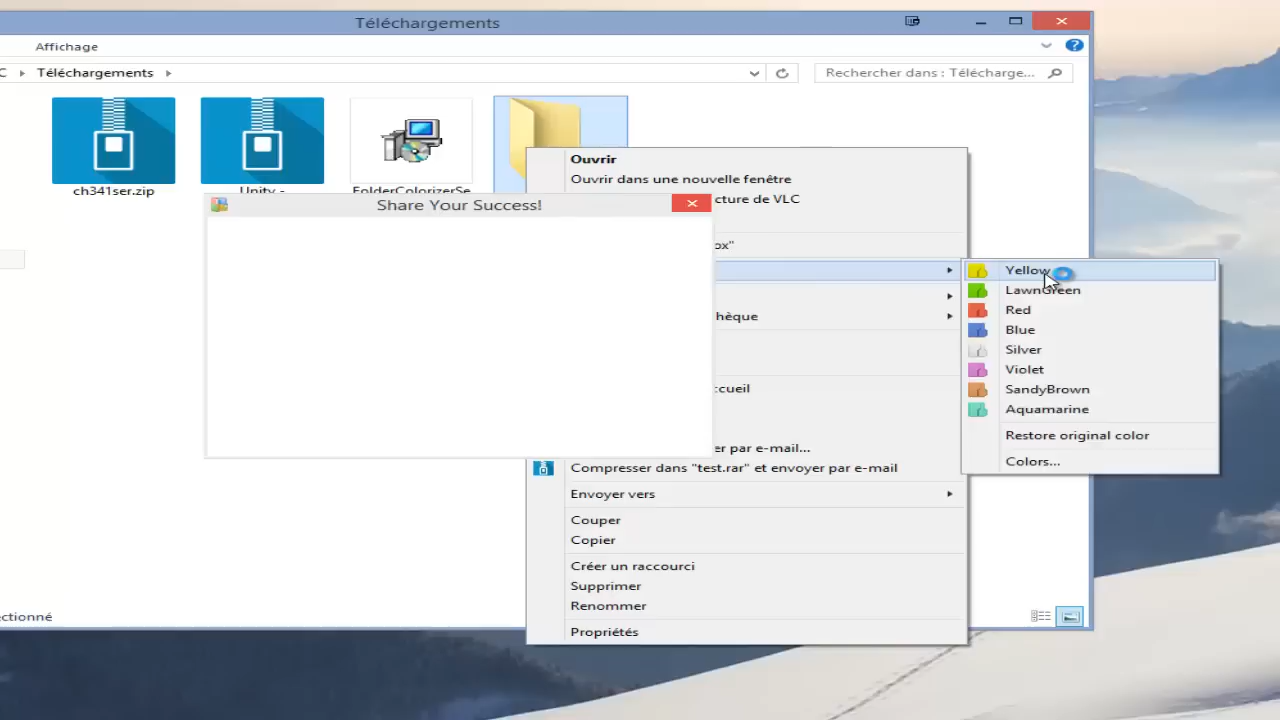 Téléchargements
Affichage
C
Téléchargements
Rechercher dans : Télécharge...
ch341ser.zip
Unity -
FolderColorizerSe
Ouvrir
Ouvrir dans une nouvelle fenêtre
cture de VLC
Share Your Success!
ox"
hèque
ccueil
er par e-mail...
Compresser dans "test.rar" et envoyer par e-mail
Envoyer vers
Couper
Copier
Créer un raccourci
Supprimer
Renommer
Propriétés
Yellow
LawnGreen
Red
Blue
Silver
Violet
SandyBrown
Aquamarine
Restore original color
Colors...
ectionné